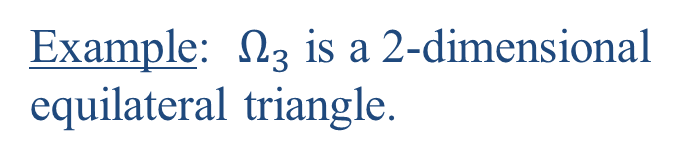 Example: Ω₃ is a 2-dimensional
equilateral triangle.